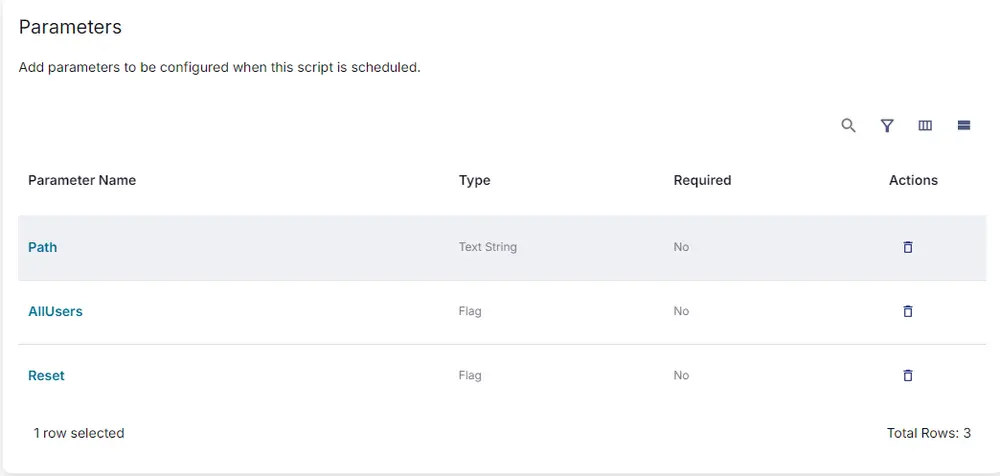 Parameters
Add parameters to be configured when this script is scheduled.
Parameter Name Type Required Actions
Path Text String No
AllUsers Flag No
Reset Flag No
1 row selected Total Rows: 3